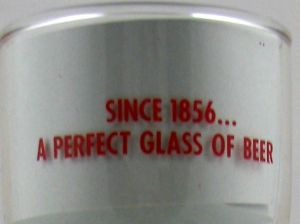 SINCE 1856...
A PERFECT GLASS OF BEER